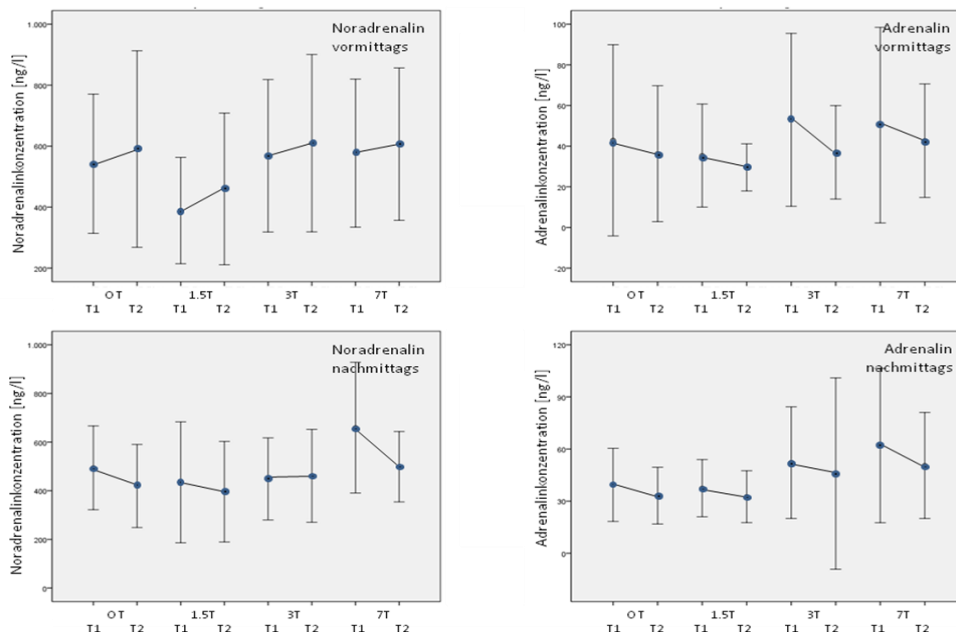 Noradrenalin
vormittags
Noradrenalinkonzentration [ng/l]
1.000
800
600
400
200
OT 1.5T 3T 7T
T1 T2 T1 T2 T1 T2 T1 T2
Adrenalin
vormittags
Adrenalinkonzentration [ng/l]
100
80
60
40
20
0
-20
OT 1.5T 3T 7T
T1 T2 T1 T2 T1 T2 T1 T2
Noradrenalin
nachmittags
Noradrenalinkonzentration [ng/l]
1.000
800
600
400
200
0
OT 1.5T 3T 7T
T1 T2 T1 T2 T1 T2 T1 T2
Adrenalin
nachmittags
Adrenalinkonzentration [ng/l]
120
90
60
30
0
OT 1.5T 3T 7T
T1 T2 T1 T2 T1 T2 T1 T2